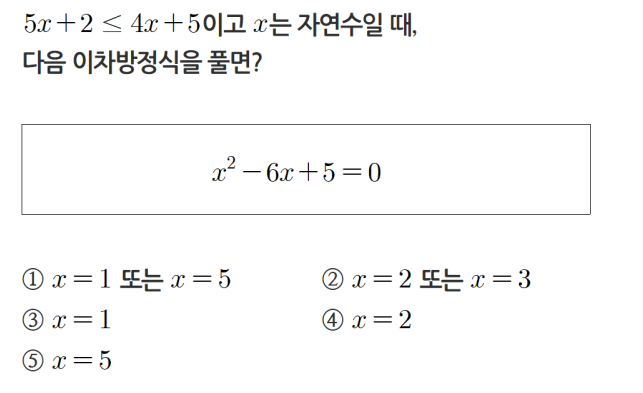 5x+2 ≤ 4x+5이고 x는 자연수일 때,
다음 이차방정식을 풀면?
x² − 6x + 5 = 0
① x = 1 또는 x = 5 ② x = 2 또는 x = 3
③ x = 1 ④ x = 2
⑤ x = 5